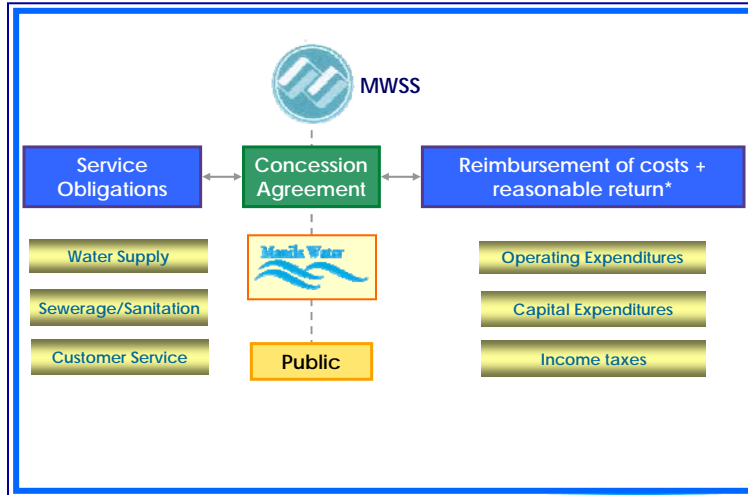 MWSS
Service
Obligations
Concession
Agreement
Reimbursement of costs +
reasonable return*
Water Supply
Sewerage/Sanitation
Customer Service
Manila Water
Public
Operating Expenditures
Capital Expenditures
Income taxes